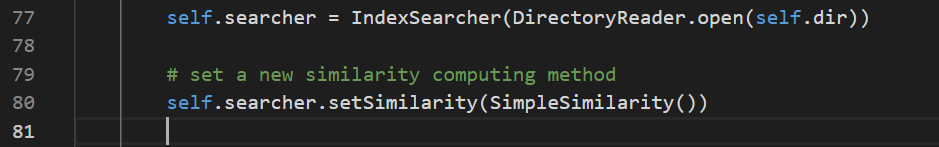 77 self.searcher = IndexSearcher(DirectoryReader.open(self.dir))
78
79 # set a new similarity computing method
80 self.searcher.setSimilarity(SimpleSimilarity())
81